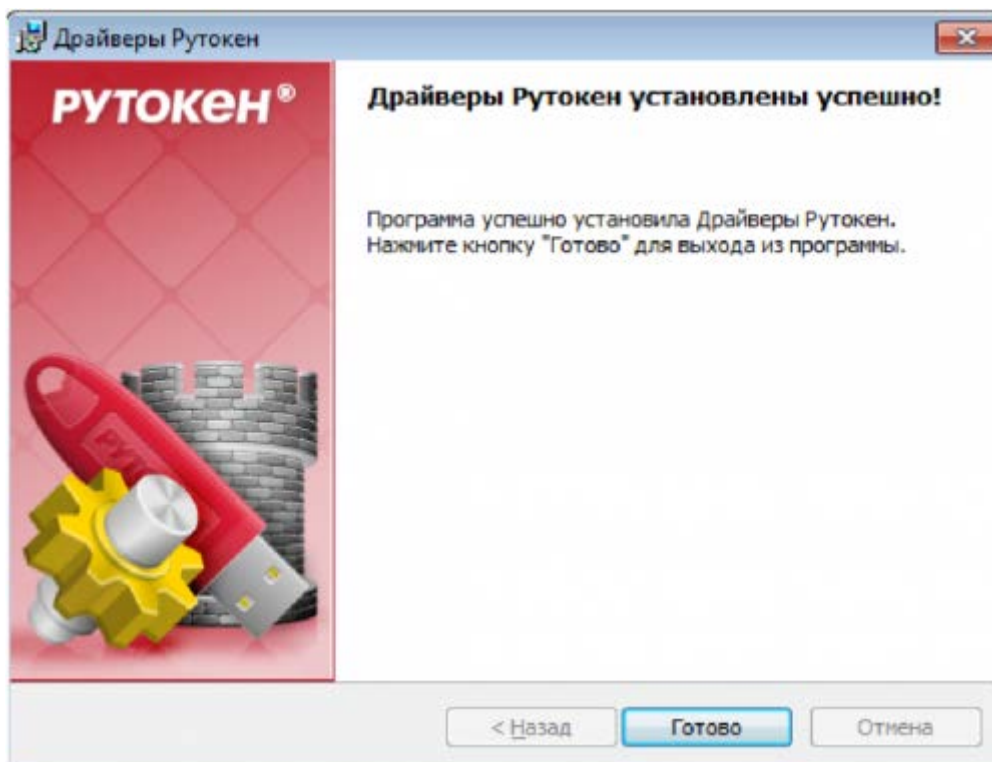 Драйверы Рутокен
РУТОКЕН®
Драйверы Рутокен установлены успешно!
Программа успешно установила Драйверы Рутокен.
Нажмите кнопку "Готово" для выхода из программы.
< Назад
Готово
Отмена